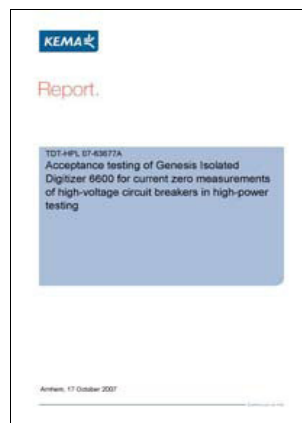 KEMA
Report.
TDT-HPL 07-63677A
Acceptance testing of Genesis Isolated
Digitizer 6600 for current zero measurements
of high-voltage circuit breakers in high-power
testing
Arnhem, 17 October 2007